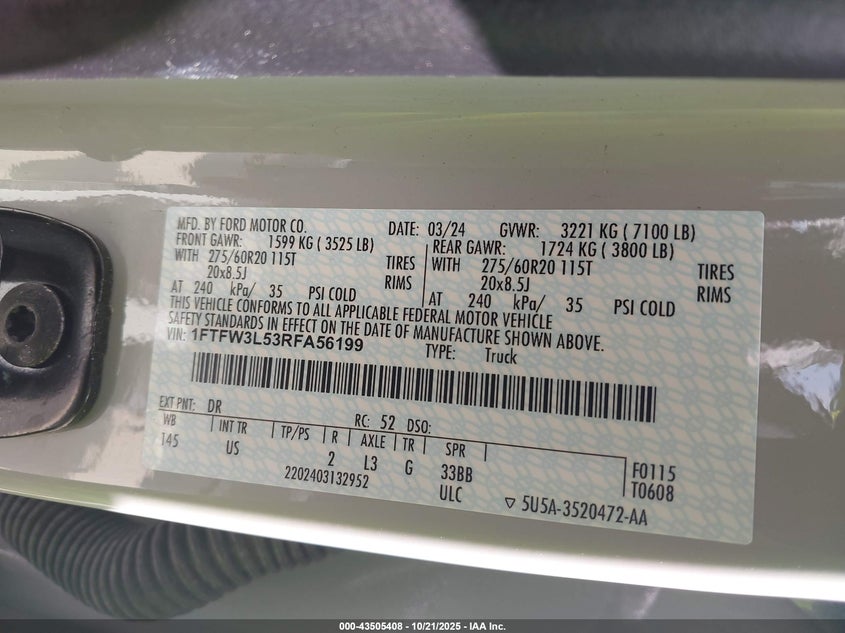 MFD. BY FORD MOTOR CO. DATE: 03/24 GVWR: 3221 KG ( 7100 LB)
FRONT GAWR: 1599 KG ( 3525 LB) REAR GAWR: 1724 KG ( 3800 LB)
WITH 275/60R20 115T TIRES WITH 275/60R20 115T TIRES
20x8.5J RIMS 20x8.5J RIMS
AT 240 kPa/ 35 PSI COLD AT 240 kPa/ 35 PSI COLD
THIS VEHICLE CONFORMS TO ALL APPLICABLE FEDERAL MOTOR VEHICLE
SAFETY STANDARDS IN EFFECT ON THE DATE OF MANUFACTURE SHOWN ABOVE.
VIN: 1FTFW3L53RFA56199 TYPE: Truck
EXT PNT: DR RC: 52 DSO:
WB INT TR TP/PS R AXLE TR SPR
145 US 2 L3 G 33BB F0115
2202403132952 ULC T0608
▽ 5U5A-3520472-AA
000-43505408 - 10/21/2025 - IAA Inc.